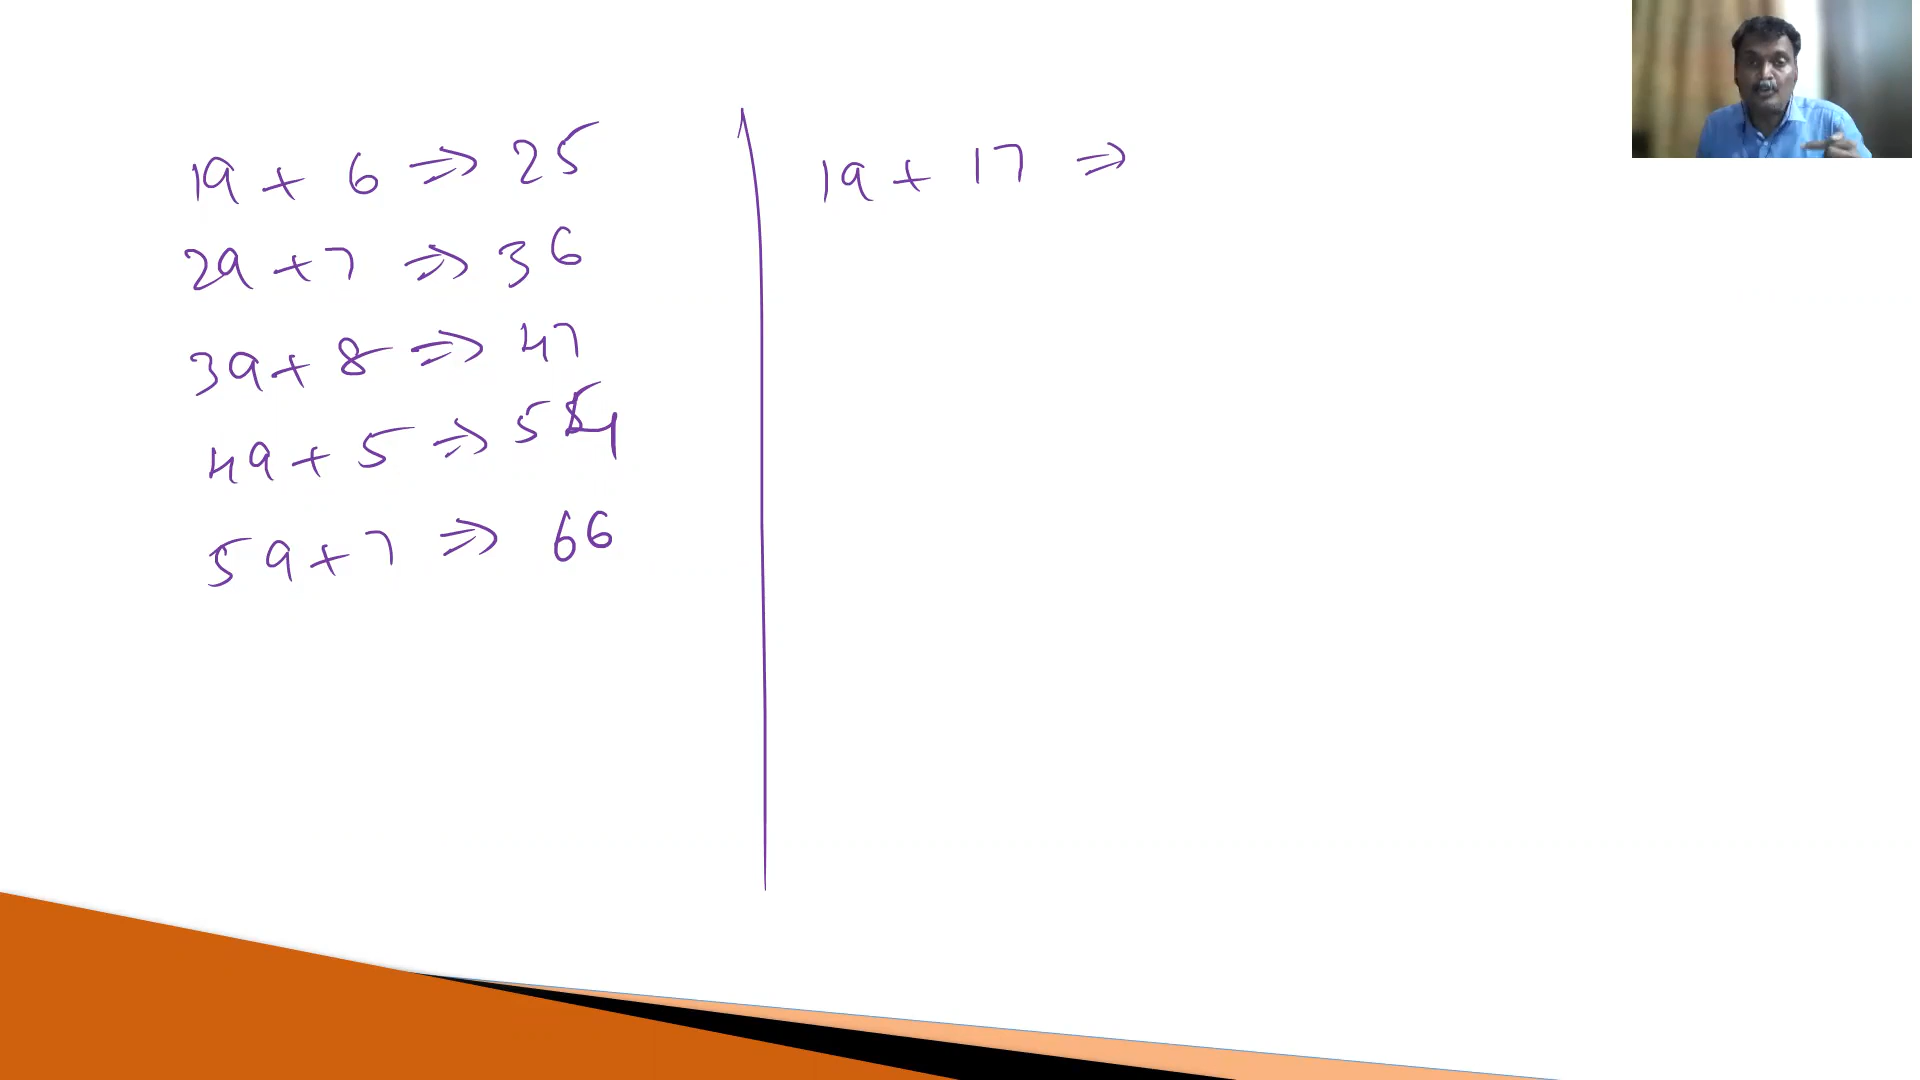 19 + 6 ⇒ 25
29 + 7 ⇒ 36
39 + 8 ⇒ 47
49 + 5 ⇒ 54
59 + 7 ⇒ 66
19 + 17 ⇒